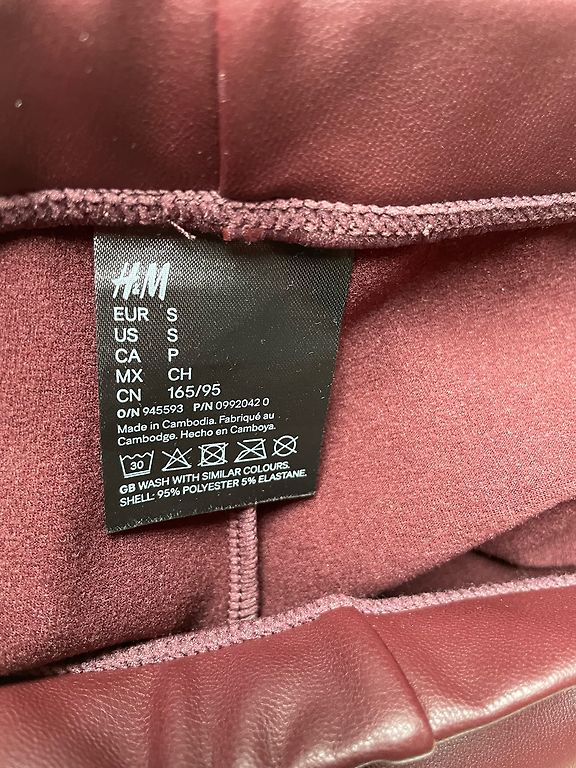 H&M
EUR S
US S
CA P
MX CH
CN 165/95
O/N 945593 P/N 0992042 0
Made in Cambodia. Fabriqué au
Cambodge. Hecho en Camboya.
30
GB WASH WITH SIMILAR COLOURS.
SHELL: 95% POLYESTER 5% ELASTANE.